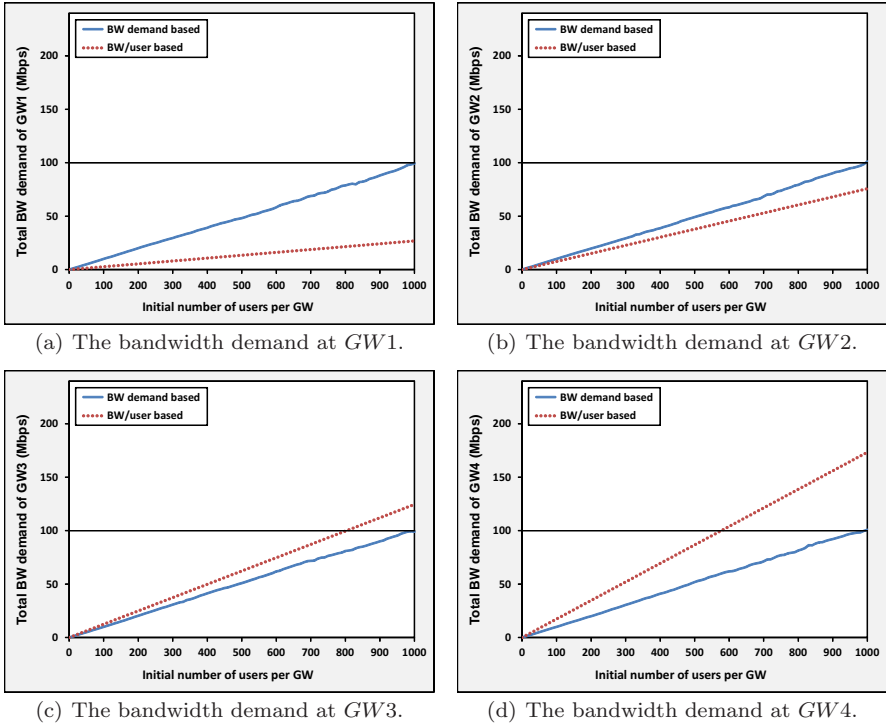 BW demand based
BW/user based
Total BW demand of GW1 (Mbps)
200
150
100
50
0
0 100 200 300 400 500 600 700 800 900 1000
Initial number of users per GW
(a) The bandwidth demand at GW1.
BW demand based
BW/user based
Total BW demand of GW2 (Mbps)
200
150
100
50
0
0 100 200 300 400 500 600 700 800 900 1000
Initial number of users per GW
(b) The bandwidth demand at GW2.
BW demand based
BW/user based
Total BW demand of GW3 (Mbps)
200
150
100
50
0
0 100 200 300 400 500 600 700 800 900 1000
Initial number of users per GW
(c) The bandwidth demand at GW3.
BW demand based
BW/user based
Total BW demand of GW4 (Mbps)
200
150
100
50
0
0 100 200 300 400 500 600 700 800 900 1000
Initial number of users per GW
(d) The bandwidth demand at GW4.